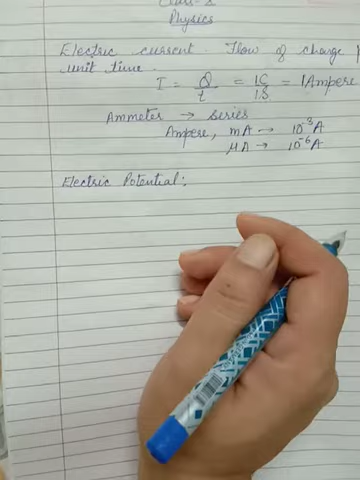 Class-X
Physics
Electric current. Flow of charge
unit time.
I = Q/t = 1C/1S = 1Ampere
Ammeter → series
Ampere, mA → 10⁻³A
μA → 10⁻⁶A
Electric Potential: